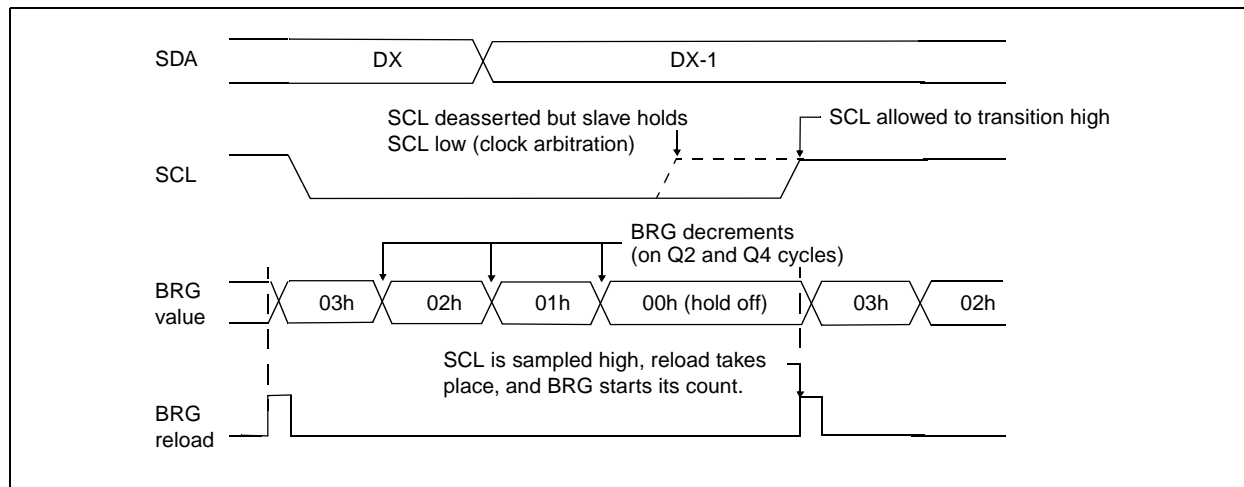 SDA
DX
DX-1
SCL deasserted but slave holds
SCL low (clock arbitration)
SCL allowed to transition high
SCL
BRG decrements
(on Q2 and Q4 cycles)
BRG
value
03h
02h
01h
00h (hold off)
03h
02h
SCL is sampled high, reload takes
place, and BRG starts its count.
BRG
reload